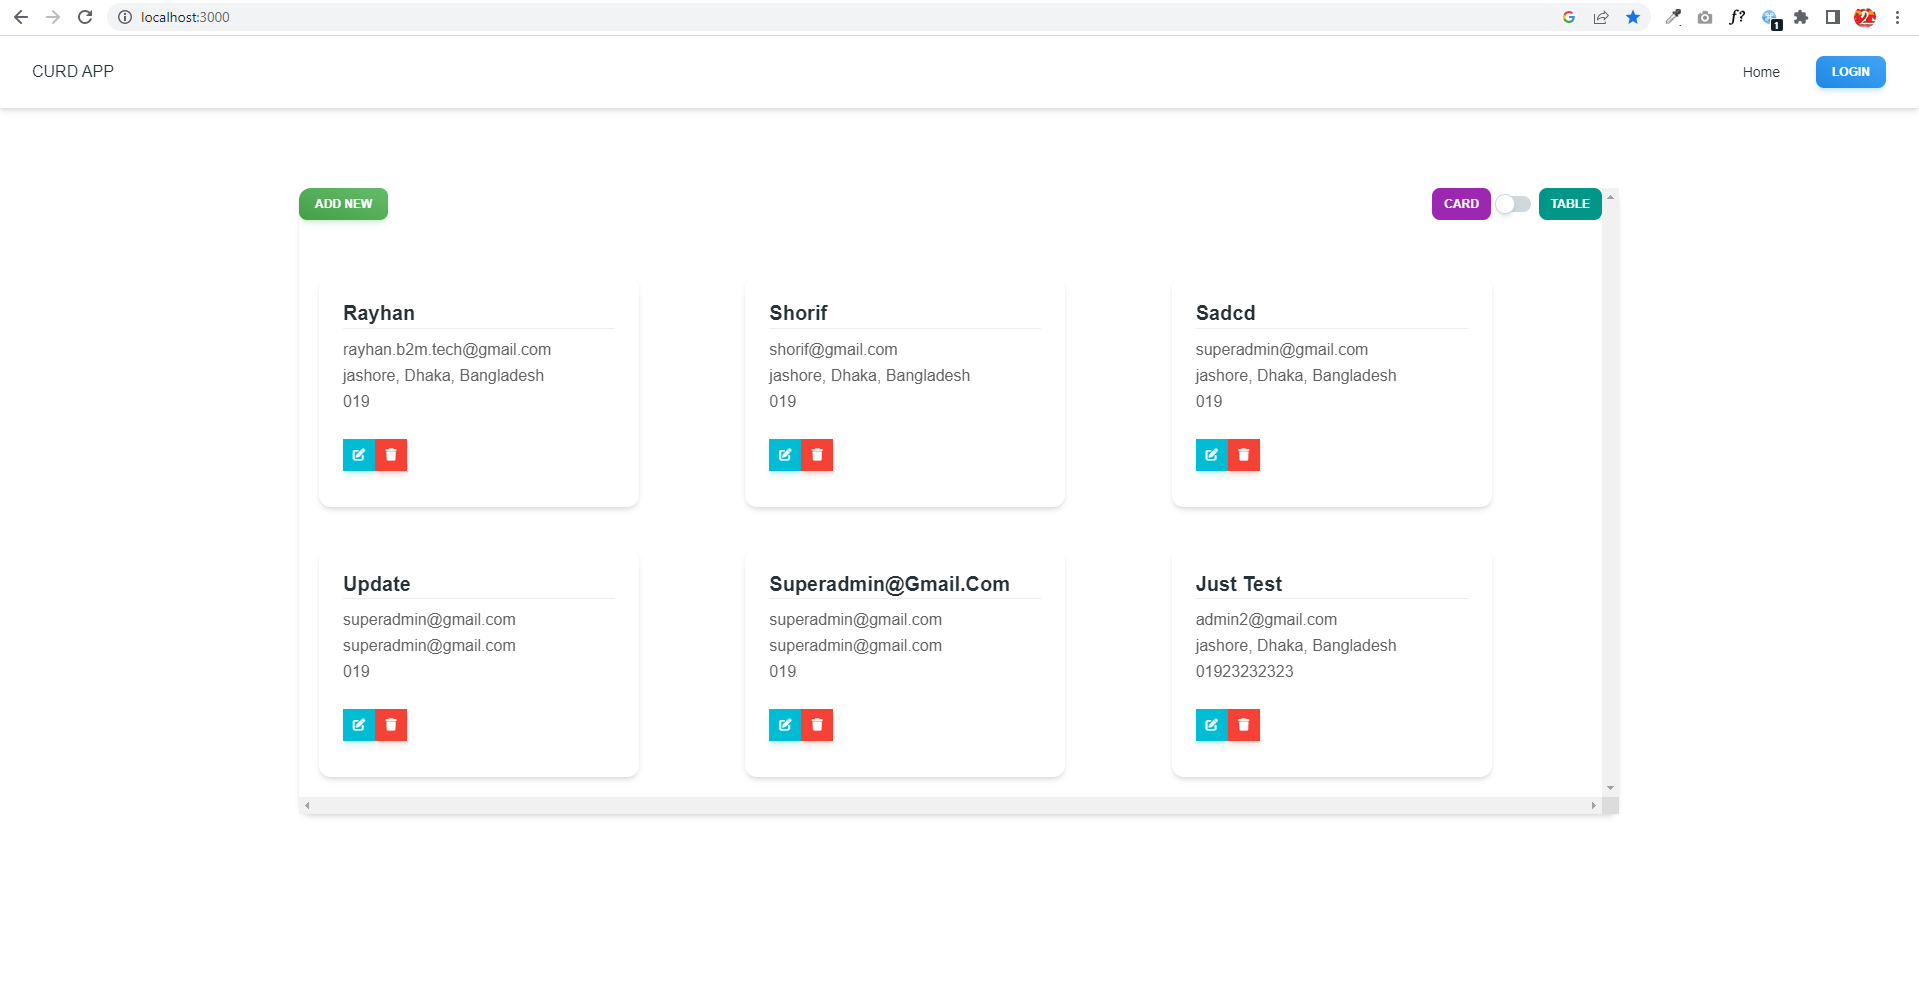 localhost:3000
1
CURD APP
Home
LOGIN
ADD NEW
CARD
TABLE
Rayhan
rayhan.b2m.tech@gmail.com
jashore, Dhaka, Bangladesh
019
Shorif
shorif@gmail.com
jashore, Dhaka, Bangladesh
019
Sadcd
superadmin@gmail.com
jashore, Dhaka, Bangladesh
019
Update
superadmin@gmail.com
superadmin@gmail.com
019
Superadmin@Gmail.Com
superadmin@gmail.com
superadmin@gmail.com
019
Just Test
admin2@gmail.com
jashore, Dhaka, Bangladesh
01923232323